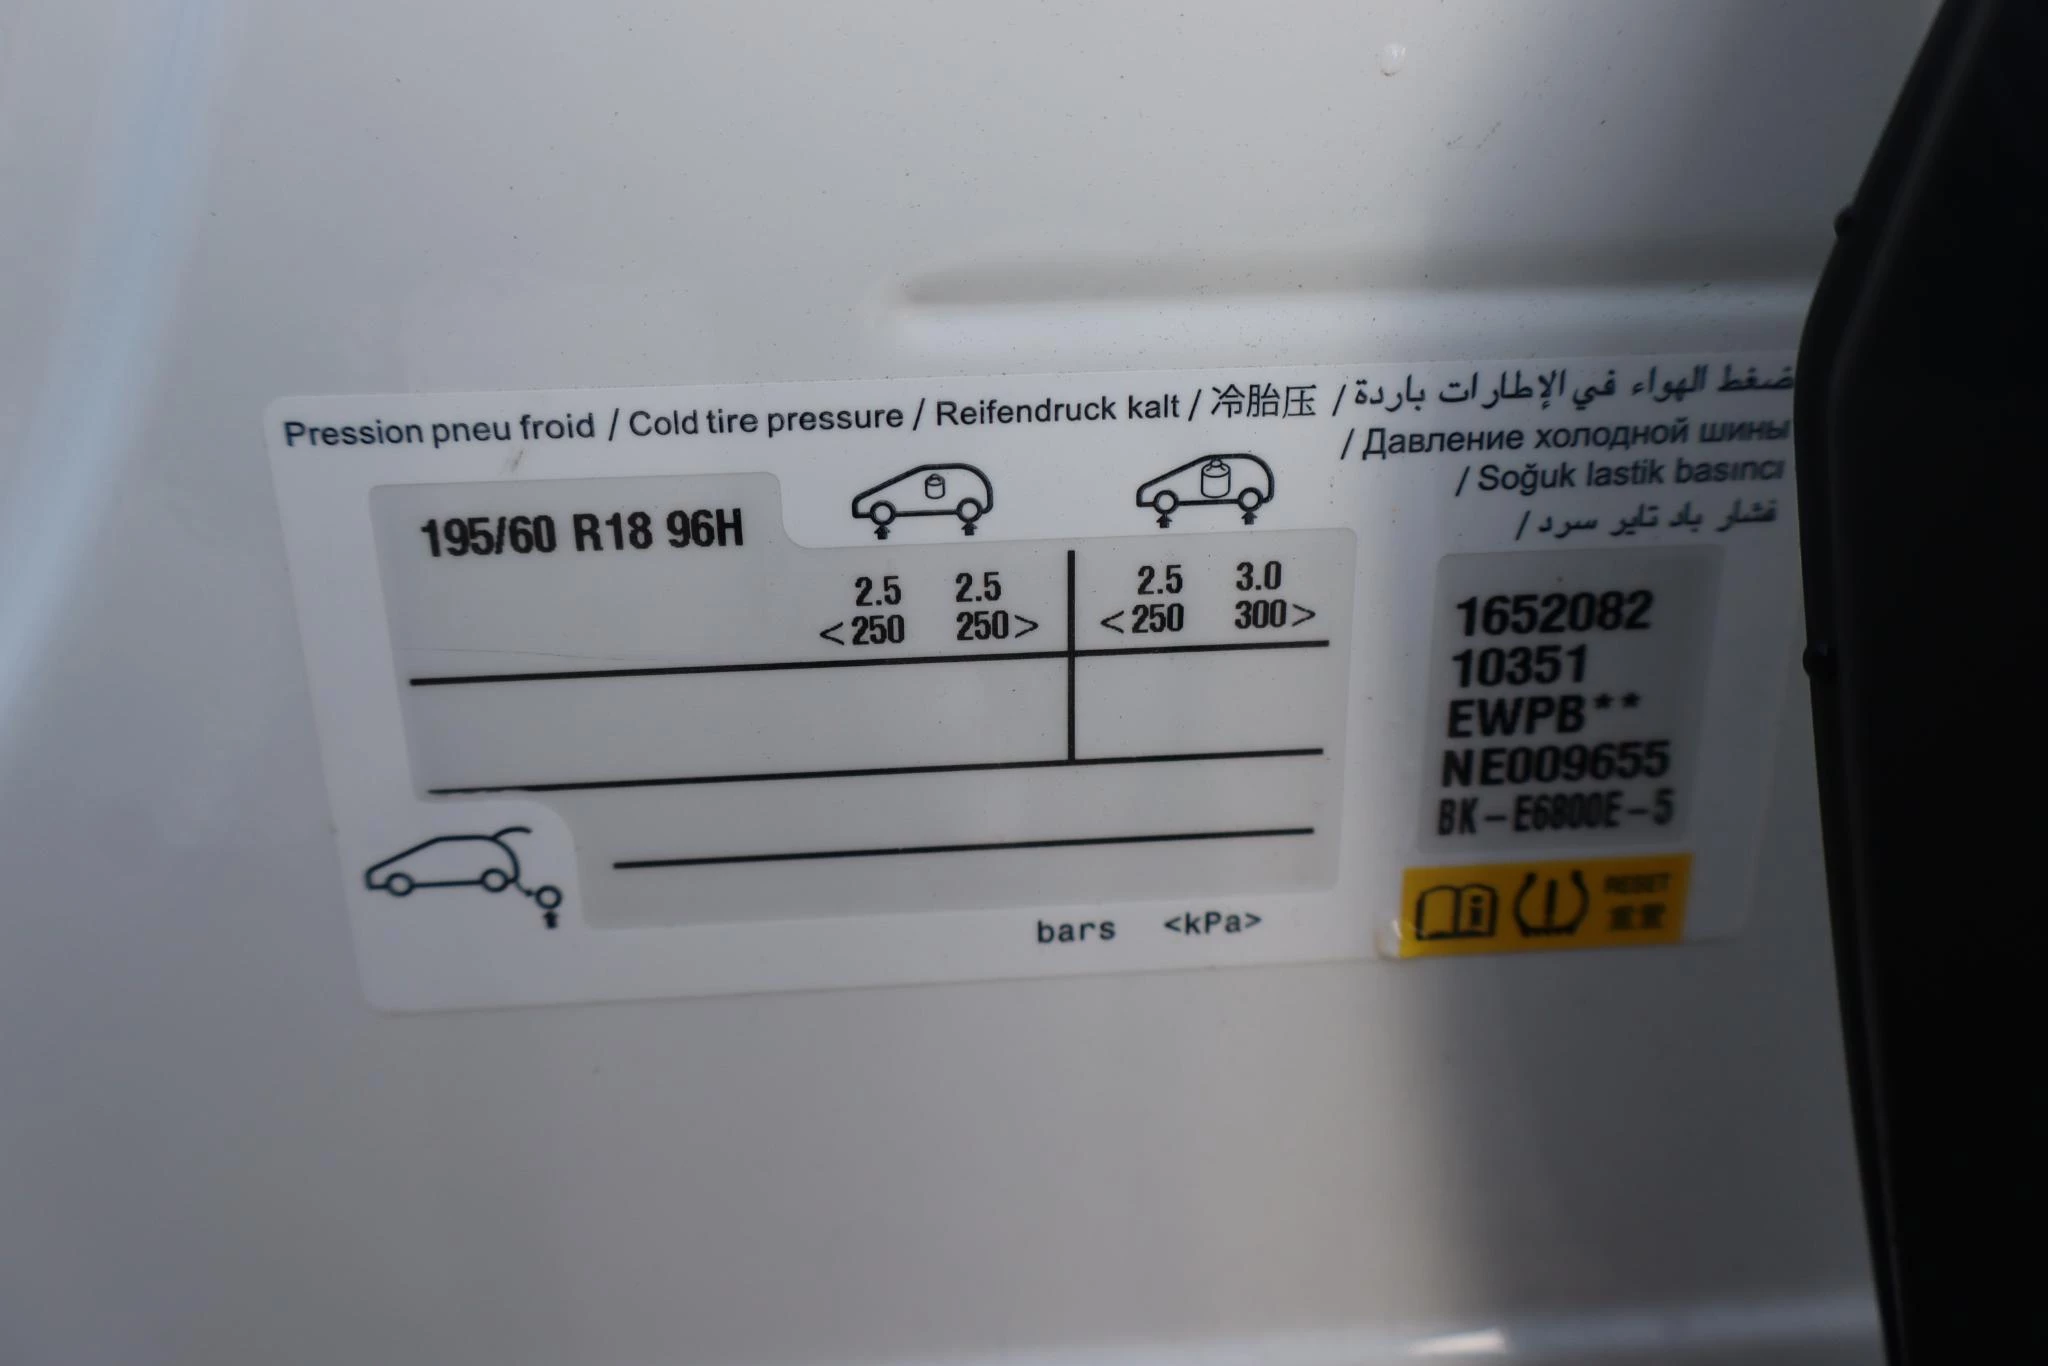 Pression pneu froid / Cold tire pressure / Reifendruck kalt / 冷胎压 / ضغط الهواء في الإطارات باردة
/ Давление холодной шины
/ Soğuk lastik basıncı
/ فشار باد تایر سرد
195/60 R18 96H
2.5 2.5 2.5 3.0
<250 250> <250 300>
1652082
10351
EWPB**
NE009655
BK-E6800E-5
RESET
重置
bars <kPa>